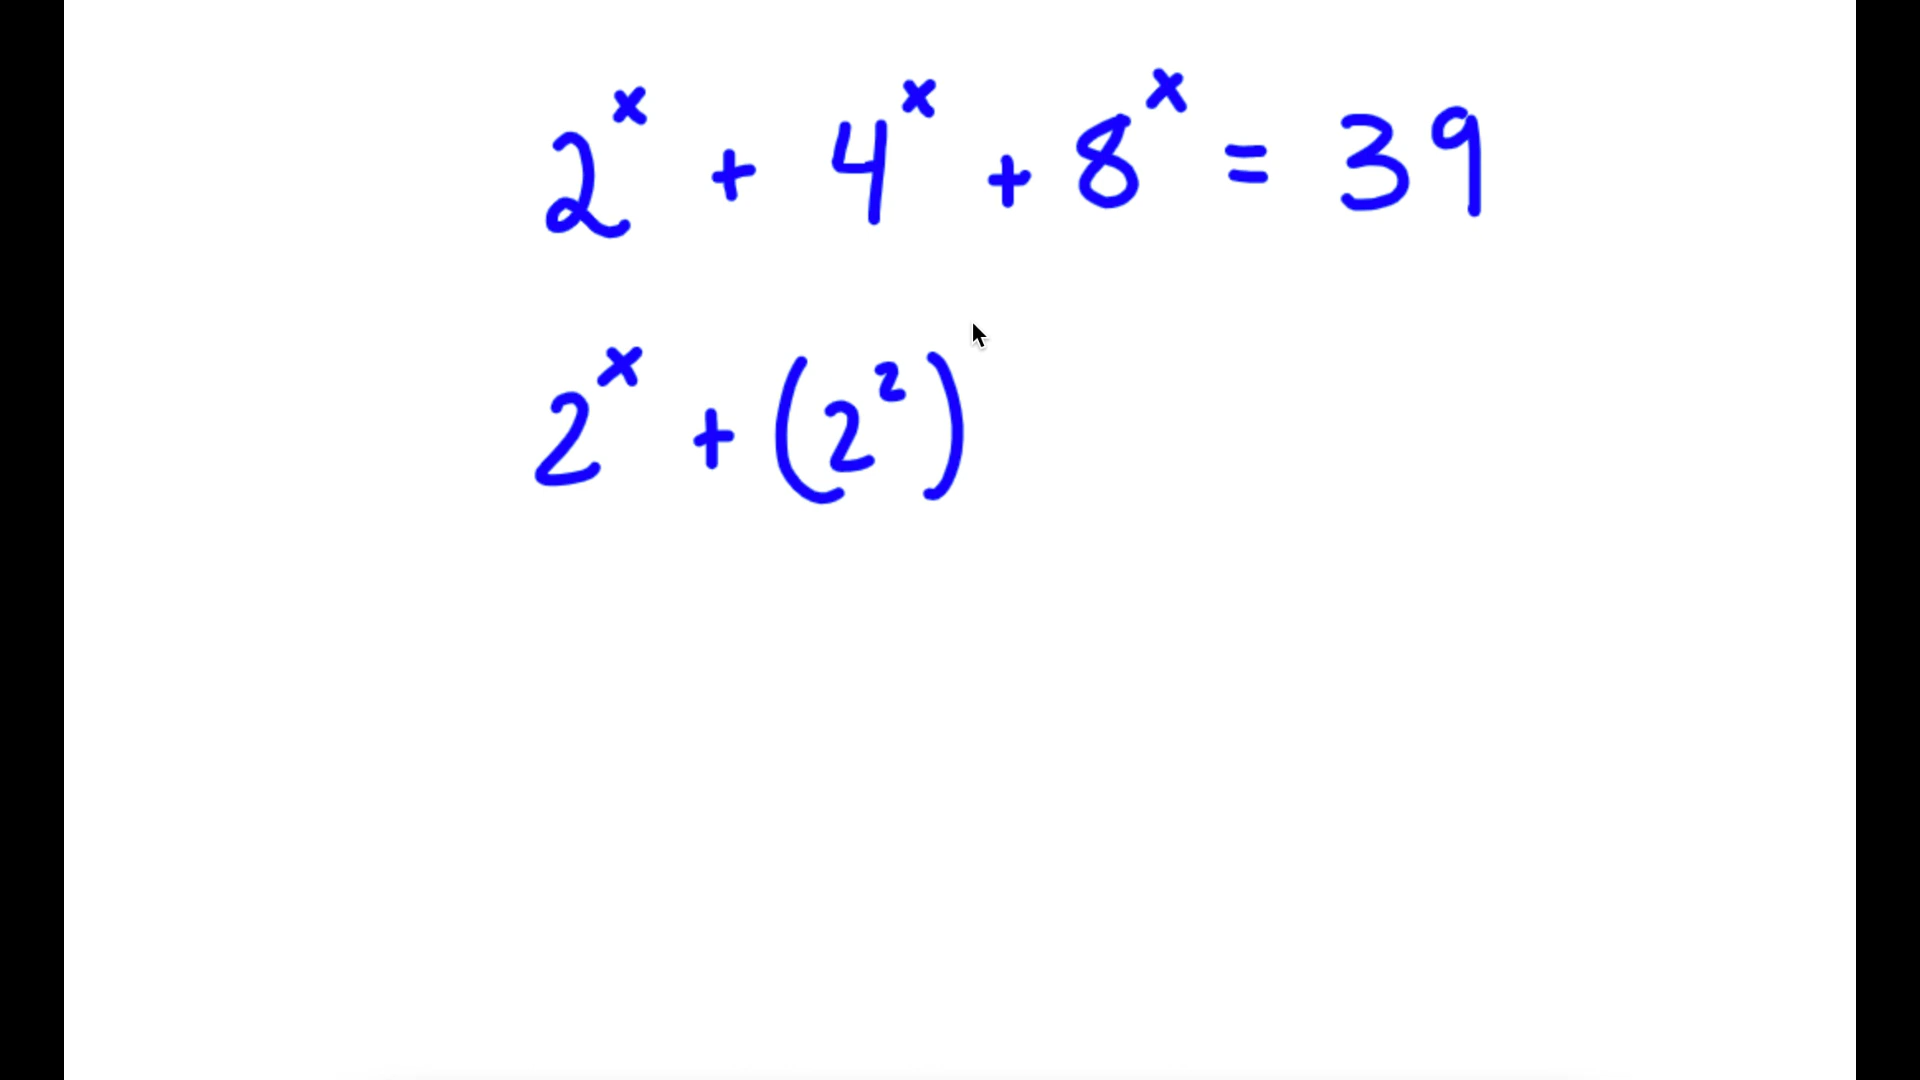 2^x + 4^x + 8^x = 39
2^x + (2^2)